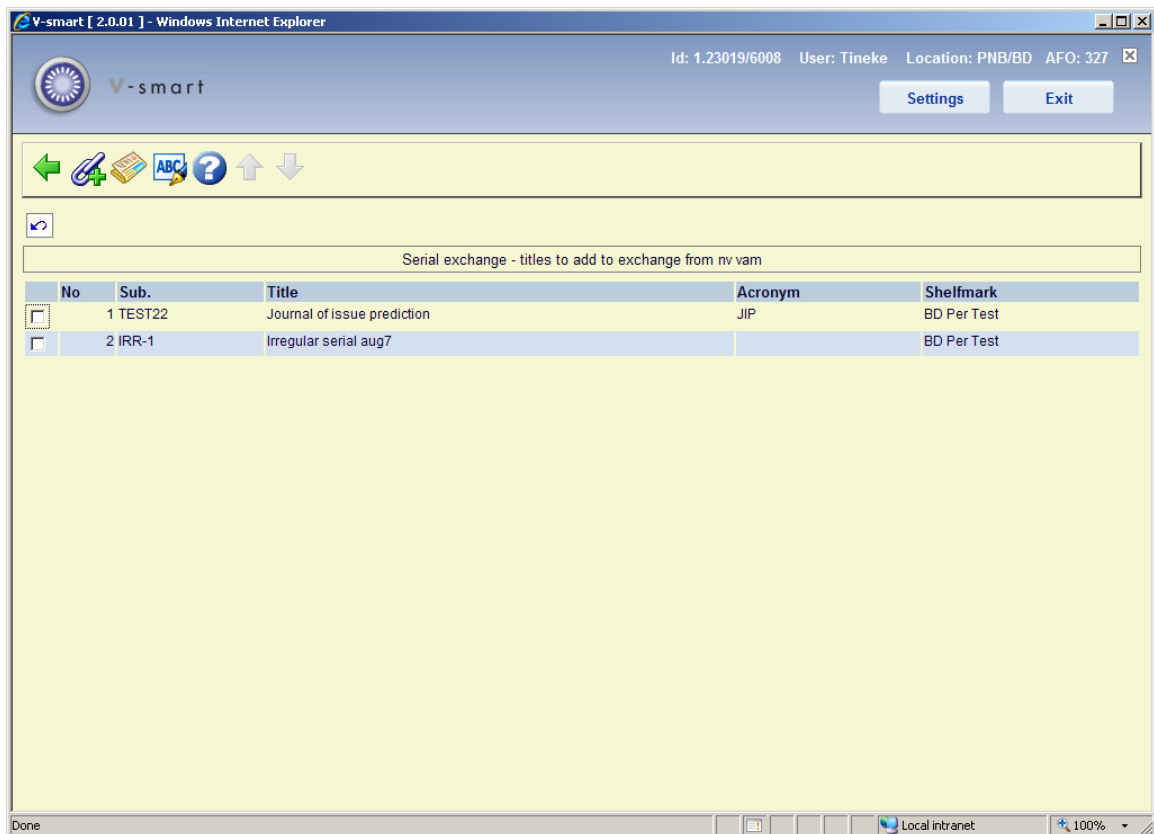 V-smart [ 2.0.01 ] - Windows Internet Explorer
Id: 1.23019/6008 User: Tineke Location: PNB/BD AFO: 327
V-smart
Settings Exit
ABC
?
Serial exchange - titles to add to exchange from nv vam
No Sub. Title Acronym Shelfmark
1 TEST22 Journal of issue prediction JIP BD Per Test
2 IRR-1 Irregular serial aug7 BD Per Test
Done Local intranet 100%